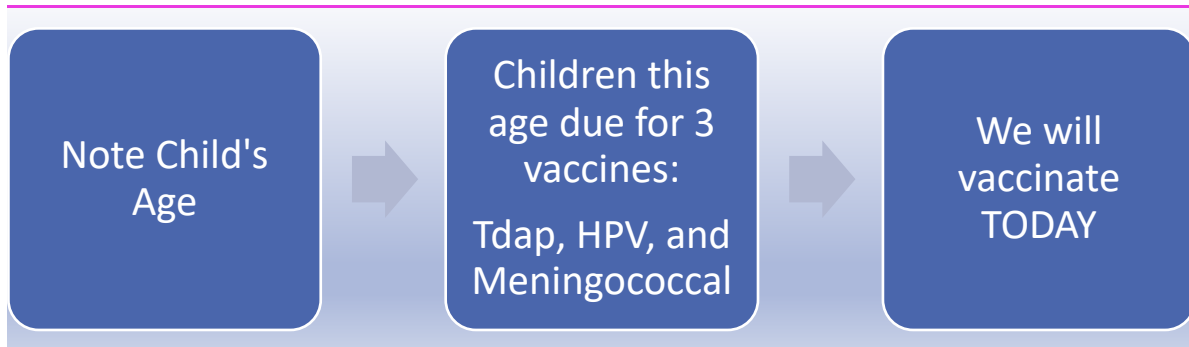 Note Child's
Age
Children this
age due for 3
vaccines:
Tdap, HPV, and
Meningococcal
We will
vaccinate
TODAY